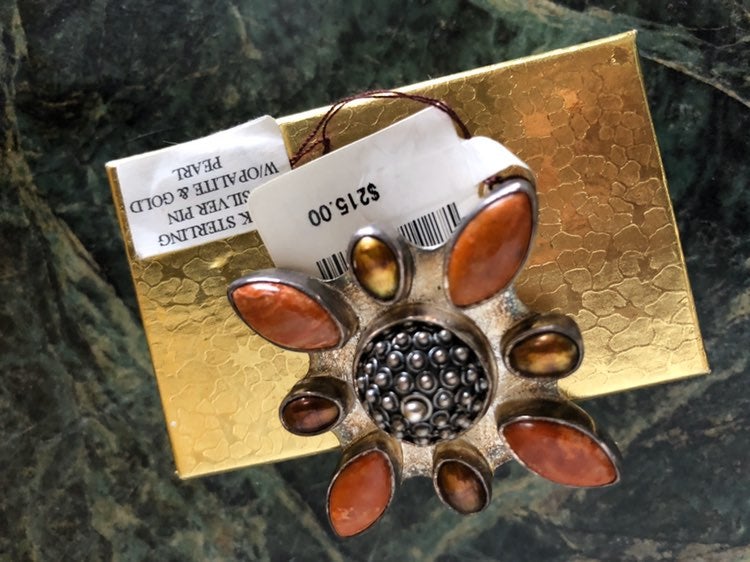 K STERLING
SILVER PIN
W/OPALITE & GOLD
PEARL
$215.00